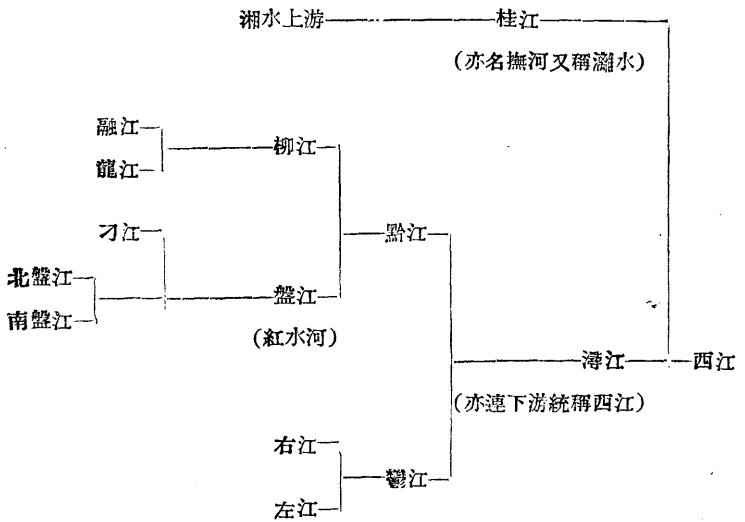 湘水上游 桂江
(亦名撫河又稱灕水)
融江
龍江
柳江
刁江
黔江
北盤江
南盤江
盤江
(紅水河)
潯江 西江
(亦連下游統稱西江)
右江
左江
鬱江